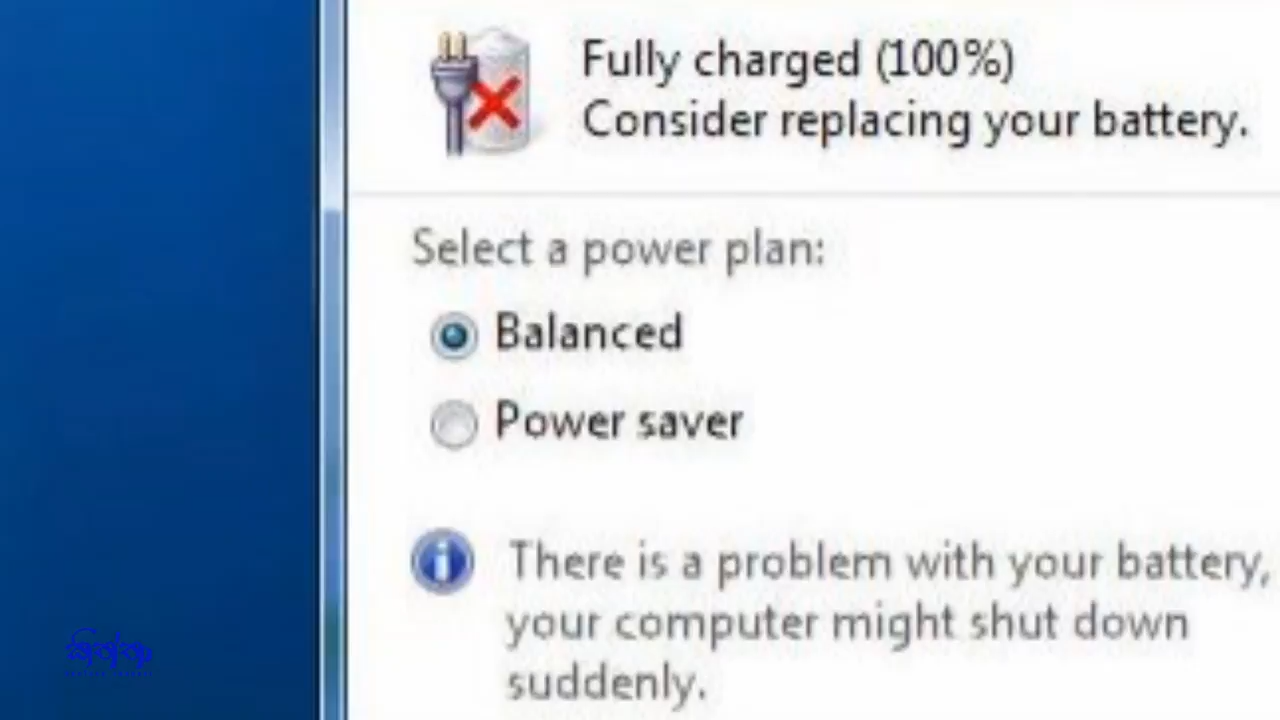 Fully charged (100%)
Consider replacing your battery.
Select a power plan:
Balanced
Power saver
There is a problem with your battery,
your computer might shut down
suddenly.